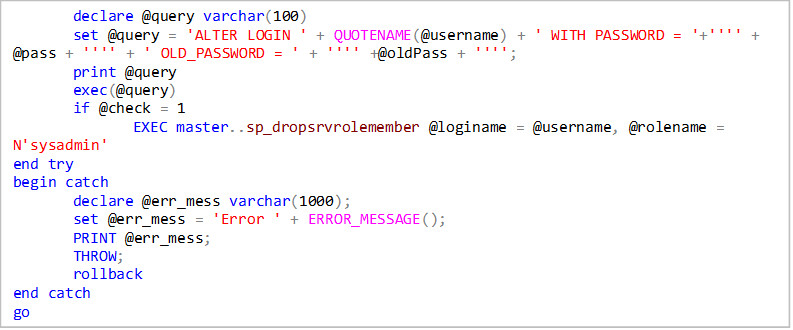 declare @query varchar(100)
set @query = 'ALTER LOGIN ' + QUOTENAME(@username) + ' WITH PASSWORD = '+'''' +
@pass + '''' + ' OLD_PASSWORD = ' + '''' +@oldPass + '''';
print @query
exec(@query)
if @check = 1
EXEC master..sp_dropsrvrolemember @loginame = @username, @rolename =
N'sysadmin'
end try
begin catch
declare @err_mess varchar(1000);
set @err_mess = 'Error ' + ERROR_MESSAGE();
PRINT @err_mess;
THROW;
rollback
end catch
go